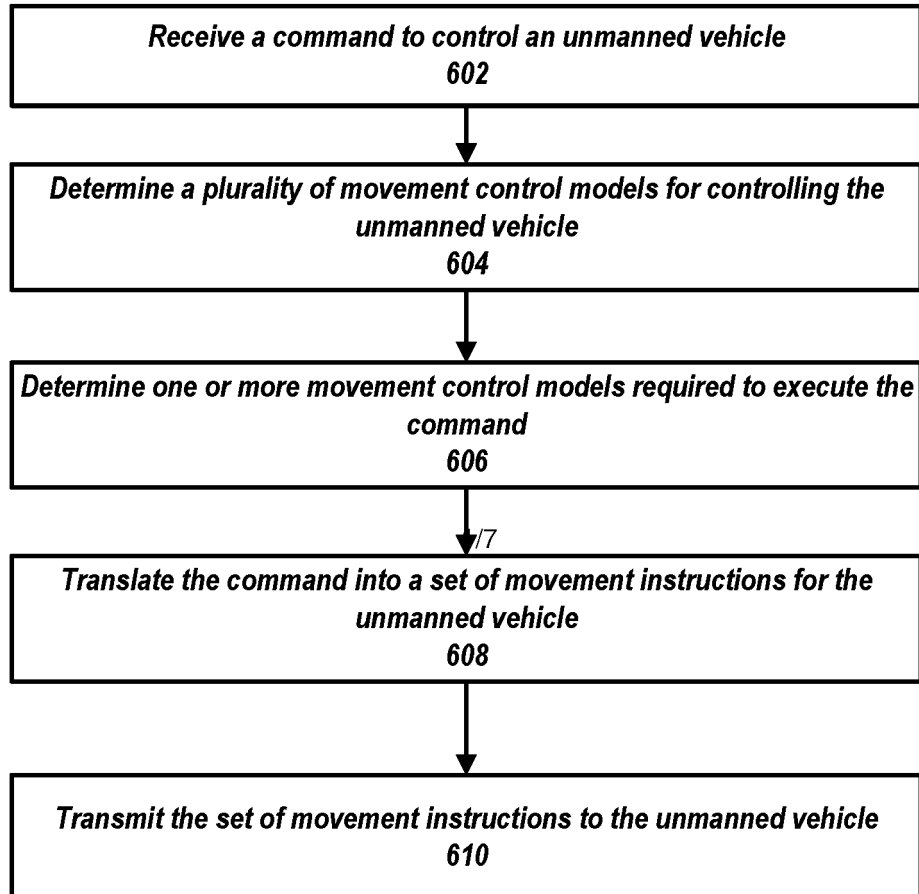 Receive a command to control an unmanned vehicle
602
Determine a plurality of movement control models for controlling the
unmanned vehicle
604
Determine one or more movement control models required to execute the
command
606
/7
Translate the command into a set of movement instructions for the
unmanned vehicle
608
Transmit the set of movement instructions to the unmanned vehicle
610